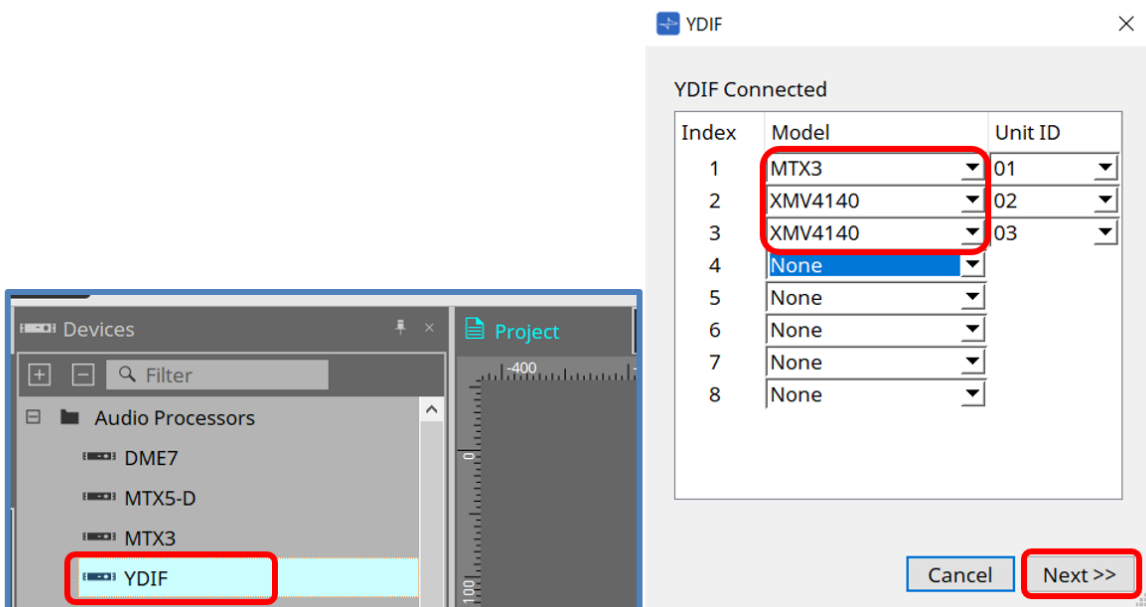 Devices
Filter
Audio Processors
DME7
MTX5-D
MTX3
YDIF
Project
-400
0
100
YDIF
YDIF Connected
Index Model Unit ID
1 MTX3 01
2 XMV4140 02
3 XMV4140 03
4 None
5 None
6 None
7 None
8 None
Cancel Next >>